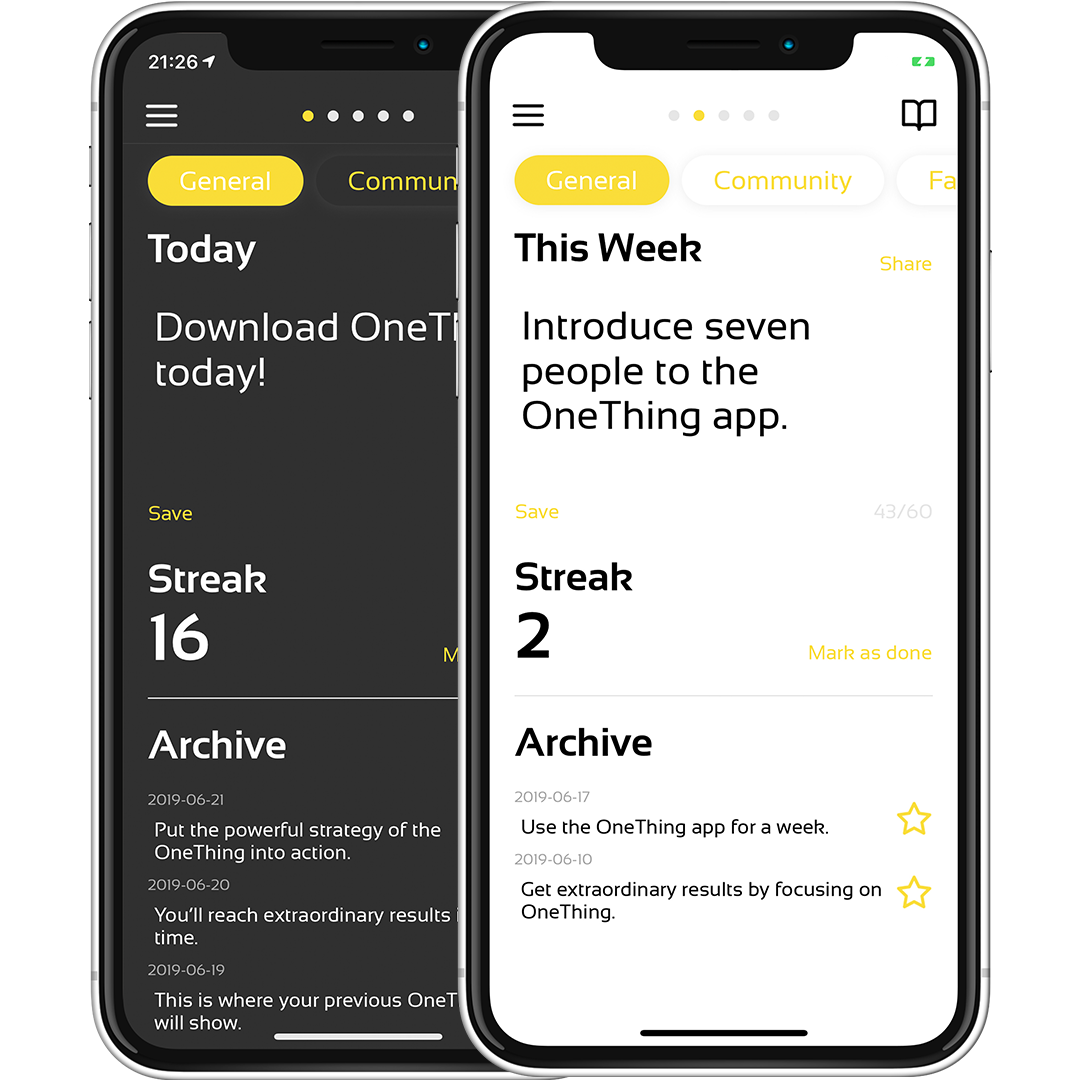 21:26
General
Commun
Today
Download OneTh
today!
Save
Streak
16
M
Archive
2019-06-21
Put the powerful strategy of the
OneThing into action.
2019-06-20
You'll reach extraordinary results
time.
2019-06-19
This is where your previous OneT
will show.
General
Community
Fa
This Week
Share
Introduce seven
people to the
OneThing app.
Save
43/60
Streak
2
Mark as done
Archive
2019-06-17
Use the OneThing app for a week.
2019-06-10
Get extraordinary results by focusing on
OneThing.